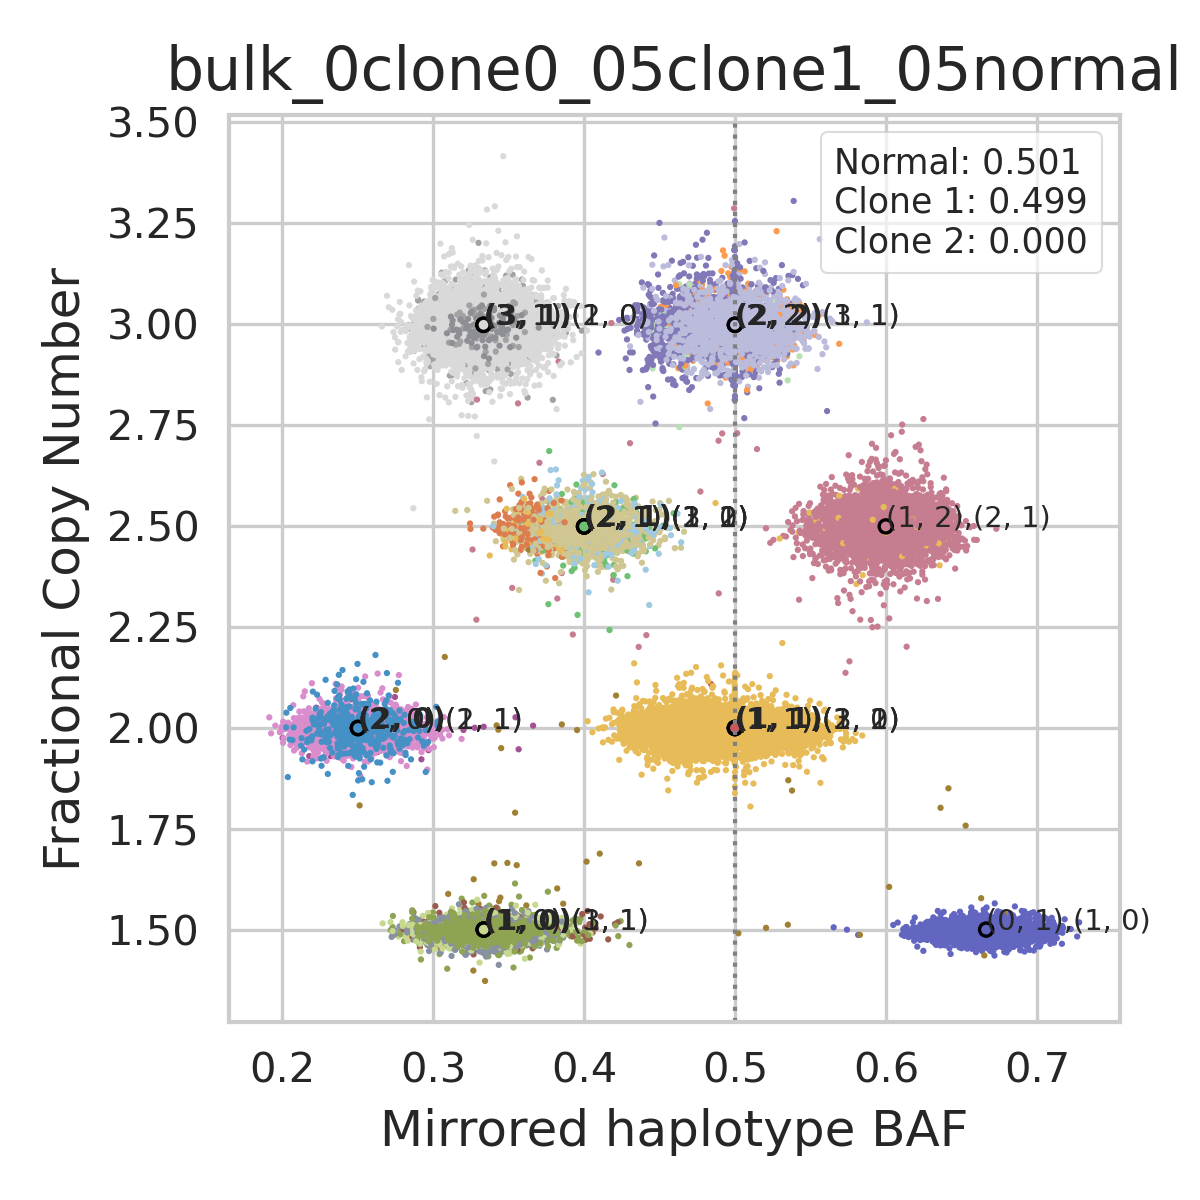 bulk_0clone0_05clone1_05normal
Normal: 0.501
Clone 1: 0.499
Clone 2: 0.000
Fractional Copy Number
3.50
3.25
3.00
2.75
2.50
2.25
2.00
1.75
1.50
(1, 2),(2, 1)
(0, 1),(1, 0)
0.2
0.3
0.4
0.5
0.6
0.7
Mirrored haplotype BAF